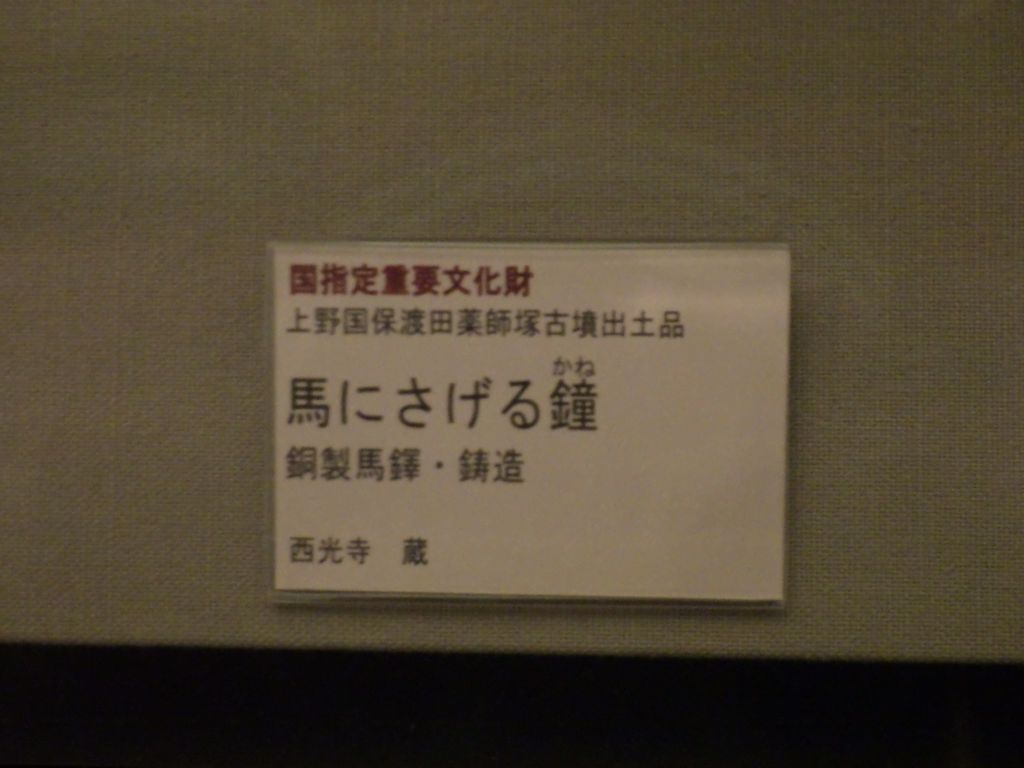 国指定重要文化財
上野国保渡田薬師塚古墳出土品
かね
馬にさげる鐘
銅製馬鐸・鋳造
西光寺　蔵